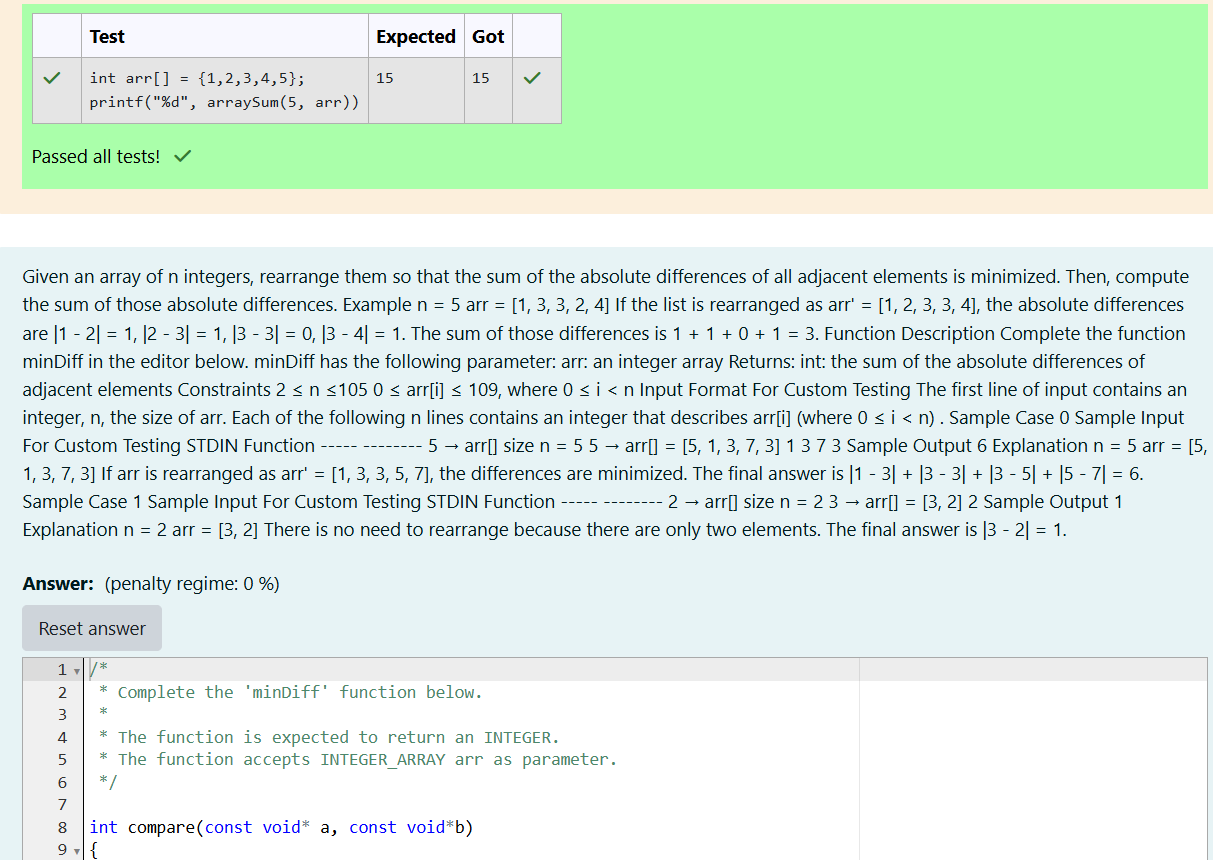 Test Expected Got
int arr[] = {1,2,3,4,5}; 15 15
printf("%d", arraySum(5, arr))
Passed all tests!
Given an array of n integers, rearrange them so that the sum of the absolute differences of all adjacent elements is minimized. Then, compute
the sum of those absolute differences. Example n = 5 arr = [1, 3, 3, 2, 4] If the list is rearranged as arr' = [1, 2, 3, 3, 4], the absolute differences
are |1 - 2| = 1, |2 - 3| = 1, |3 - 3| = 0, |3 - 4| = 1. The sum of those differences is 1 + 1 + 0 + 1 = 3. Function Description Complete the function
minDiff in the editor below. minDiff has the following parameter: arr: an integer array Returns: int: the sum of the absolute differences of
adjacent elements Constraints 2 ≤ n ≤105 0 ≤ arr[i] ≤ 109, where 0 ≤ i < n Input Format For Custom Testing The first line of input contains an
integer, n, the size of arr. Each of the following n lines contains an integer that describes arr[i] (where 0 ≤ i < n) . Sample Case 0 Sample Input
For Custom Testing STDIN Function ----- -------- 5 → arr[] size n = 5 5 → arr[] = [5, 1, 3, 7, 3] 1 3 7 3 Sample Output 6 Explanation n = 5 arr = [5,
1, 3, 7, 3] If arr is rearranged as arr' = [1, 3, 3, 5, 7], the differences are minimized. The final answer is |1 - 3| + |3 - 3| + |3 - 5| + |5 - 7| = 6.
Sample Case 1 Sample Input For Custom Testing STDIN Function ----- -------- 2 → arr[] size n = 2 3 → arr[] = [3, 2] 2 Sample Output 1
Explanation n = 2 arr = [3, 2] There is no need to rearrange because there are only two elements. The final answer is |3 - 2| = 1.
Answer: (penalty regime: 0 %)
Reset answer
1 /*
2 * Complete the 'minDiff' function below.
3 *
4 * The function is expected to return an INTEGER.
5 * The function accepts INTEGER_ARRAY arr as parameter.
6 */
7
8 int compare(const void* a, const void*b)
9 {